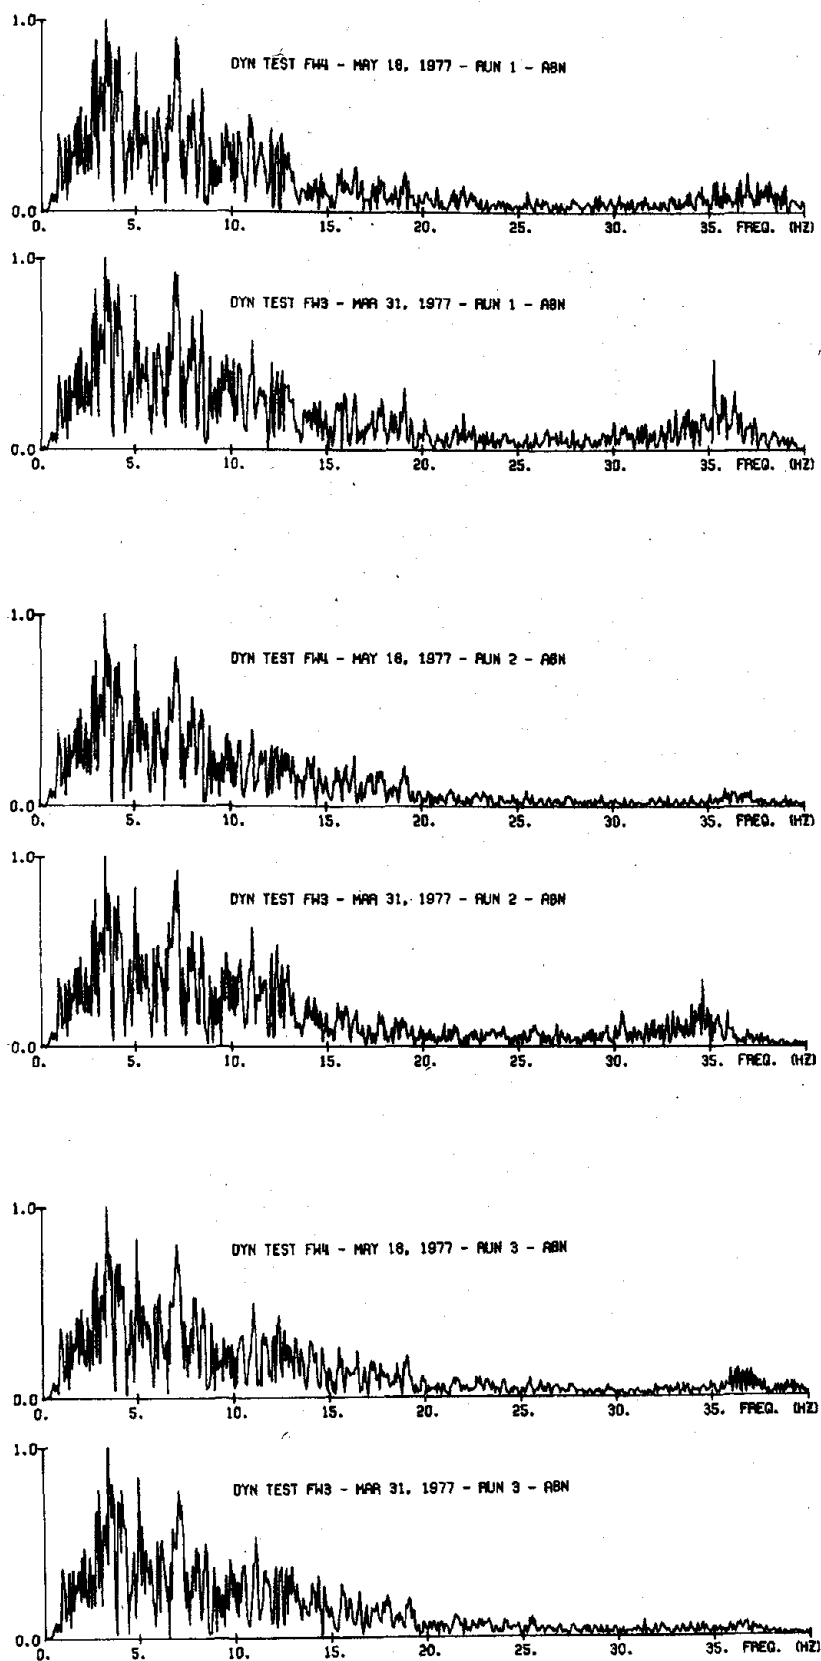 1.0
DYN TEST FW4 - MAY 18, 1977 - RUN 1 - ABN
0.0
0. 5. 10. 15. 20. 25. 30. 35. FREQ. (HZ)
1.0
DYN TEST FW3 - MAR 31, 1977 - RUN 1 - ABN
0.0
0. 5. 10. 15. 20. 25. 30. 35. FREQ. (HZ)
1.0
DYN TEST FW4 - MAY 18, 1977 - RUN 2 - ABN
0.0
0. 5. 10. 15. 20. 25. 30. 35. FREQ. (HZ)
1.0
DYN TEST FW3 - MAR 31, 1977 - RUN 2 - ABN
0.0
0. 5. 10. 15. 20. 25. 30. 35. FREQ. (HZ)
1.0
DYN TEST FW4 - MAY 18, 1977 - RUN 3 - ABN
0.0
0. 5. 10. 15. 20. 25. 30. 35. FREQ. (HZ)
1.0
DYN TEST FW3 - MAR 31, 1977 - RUN 3 - ABN
0.0
0. 5. 10. 15. 20. 25. 30. 35. FREQ. (HZ)